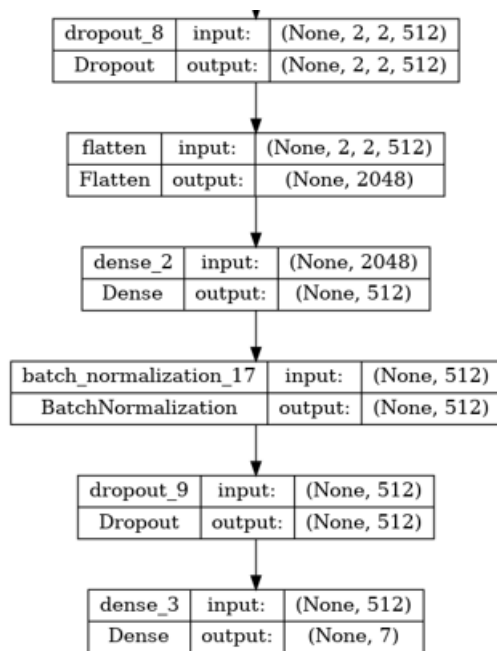 dropout_8 input: (None, 2, 2, 512)
Dropout output: (None, 2, 2, 512)
flatten input: (None, 2, 2, 512)
Flatten output: (None, 2048)
dense_2 input: (None, 2048)
Dense output: (None, 512)
batch_normalization_17 input: (None, 512)
BatchNormalization output: (None, 512)
dropout_9 input: (None, 512)
Dropout output: (None, 512)
dense_3 input: (None, 512)
Dense output: (None, 7)